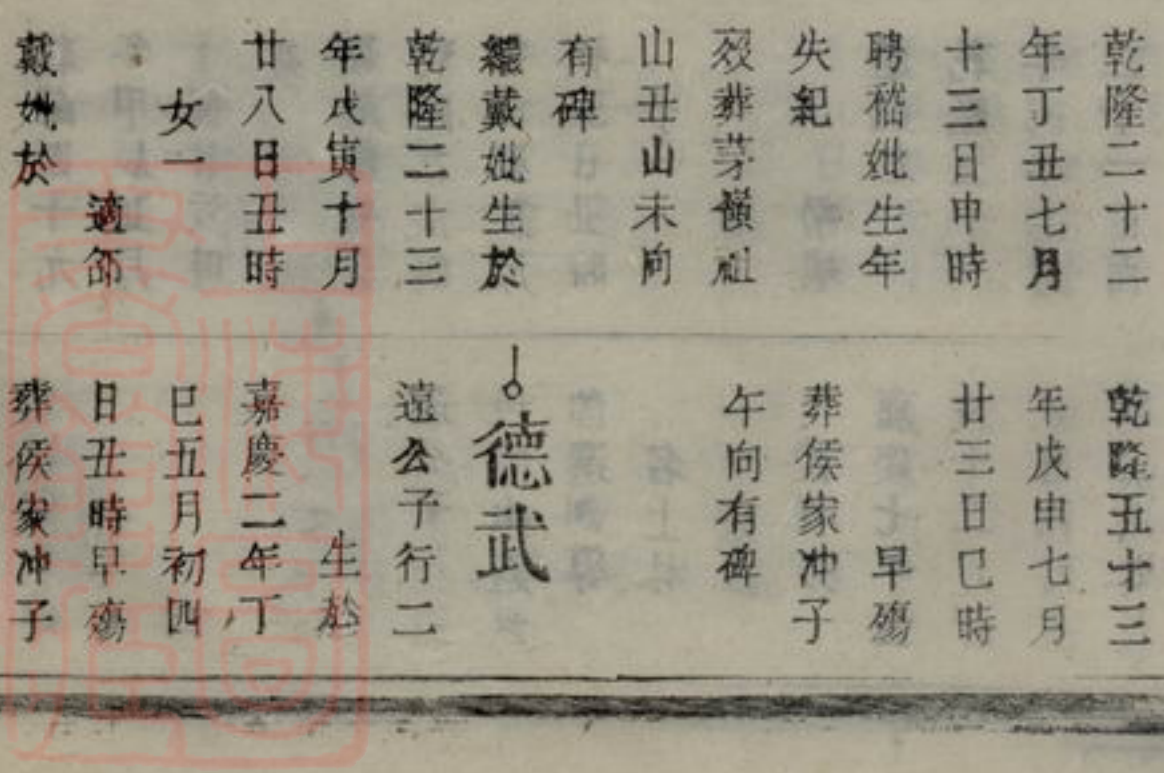 乾隆二十二
年丁丑七月
十三日申時
聘嵇妣生年
失紀
歿葬茅嶺祖
山丑山未向
有碑
繼戴妣生於
乾隆二十三
年戊寅十月
廿八日丑時
女一
適
戴妣於
乾隆五十三
年戊申七月
廿三日巳時
早殤
葬侯家冲子
午向有碑
德武
遠公子行二
生於
嘉慶二年丁
巳五月初四
日丑時早殤
葬侯家冲子